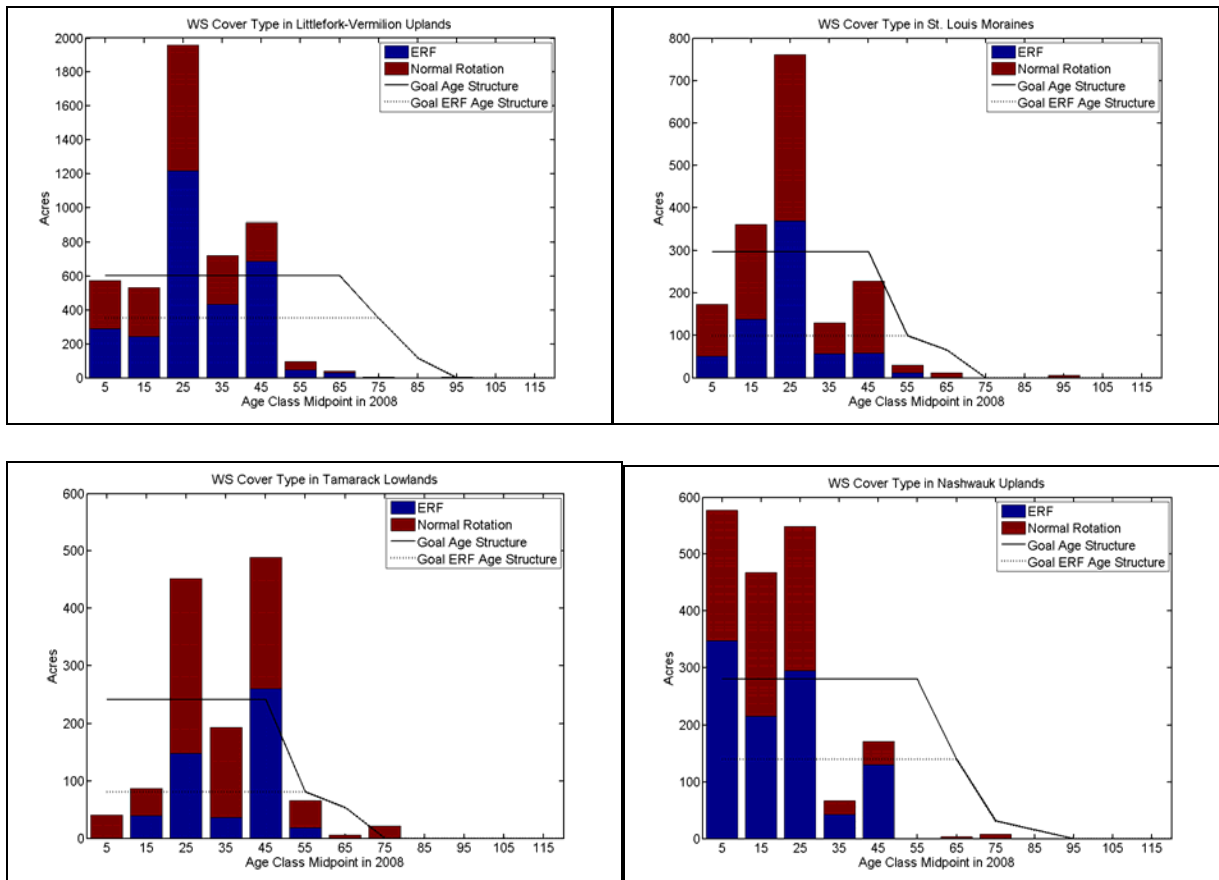 WS Cover Type in Littlefork-Vermilion Uplands
2000
1800
1600
1400
1200
1000
800
600
400
200
0
Acres
ERF
Normal Rotation
Goal Age Structure
Goal ERF Age Structure
5 15 25 35 45 55 65 75 85 95 105 115
Age Class Midpoint in 2008
WS Cover Type in St. Louis Moraines
800
700
600
500
400
300
200
100
0
Acres
ERF
Normal Rotation
Goal Age Structure
Goal ERF Age Structure
5 15 25 35 45 55 65 75 85 95 105 115
Age Class Midpoint in 2008
WS Cover Type in Tamarack Lowlands
600
500
400
300
200
100
0
Acres
ERF
Normal Rotation
Goal Age Structure
Goal ERF Age Structure
5 15 25 35 45 55 65 75 85 95 105 115
Age Class Midpoint in 2008
WS Cover Type in Nashwauk Uplands
600
500
400
300
200
100
0
Acres
ERF
Normal Rotation
Goal Age Structure
Goal ERF Age Structure
5 15 25 35 45 55 65 75 85 95 105 115
Age Class Midpoint in 2008